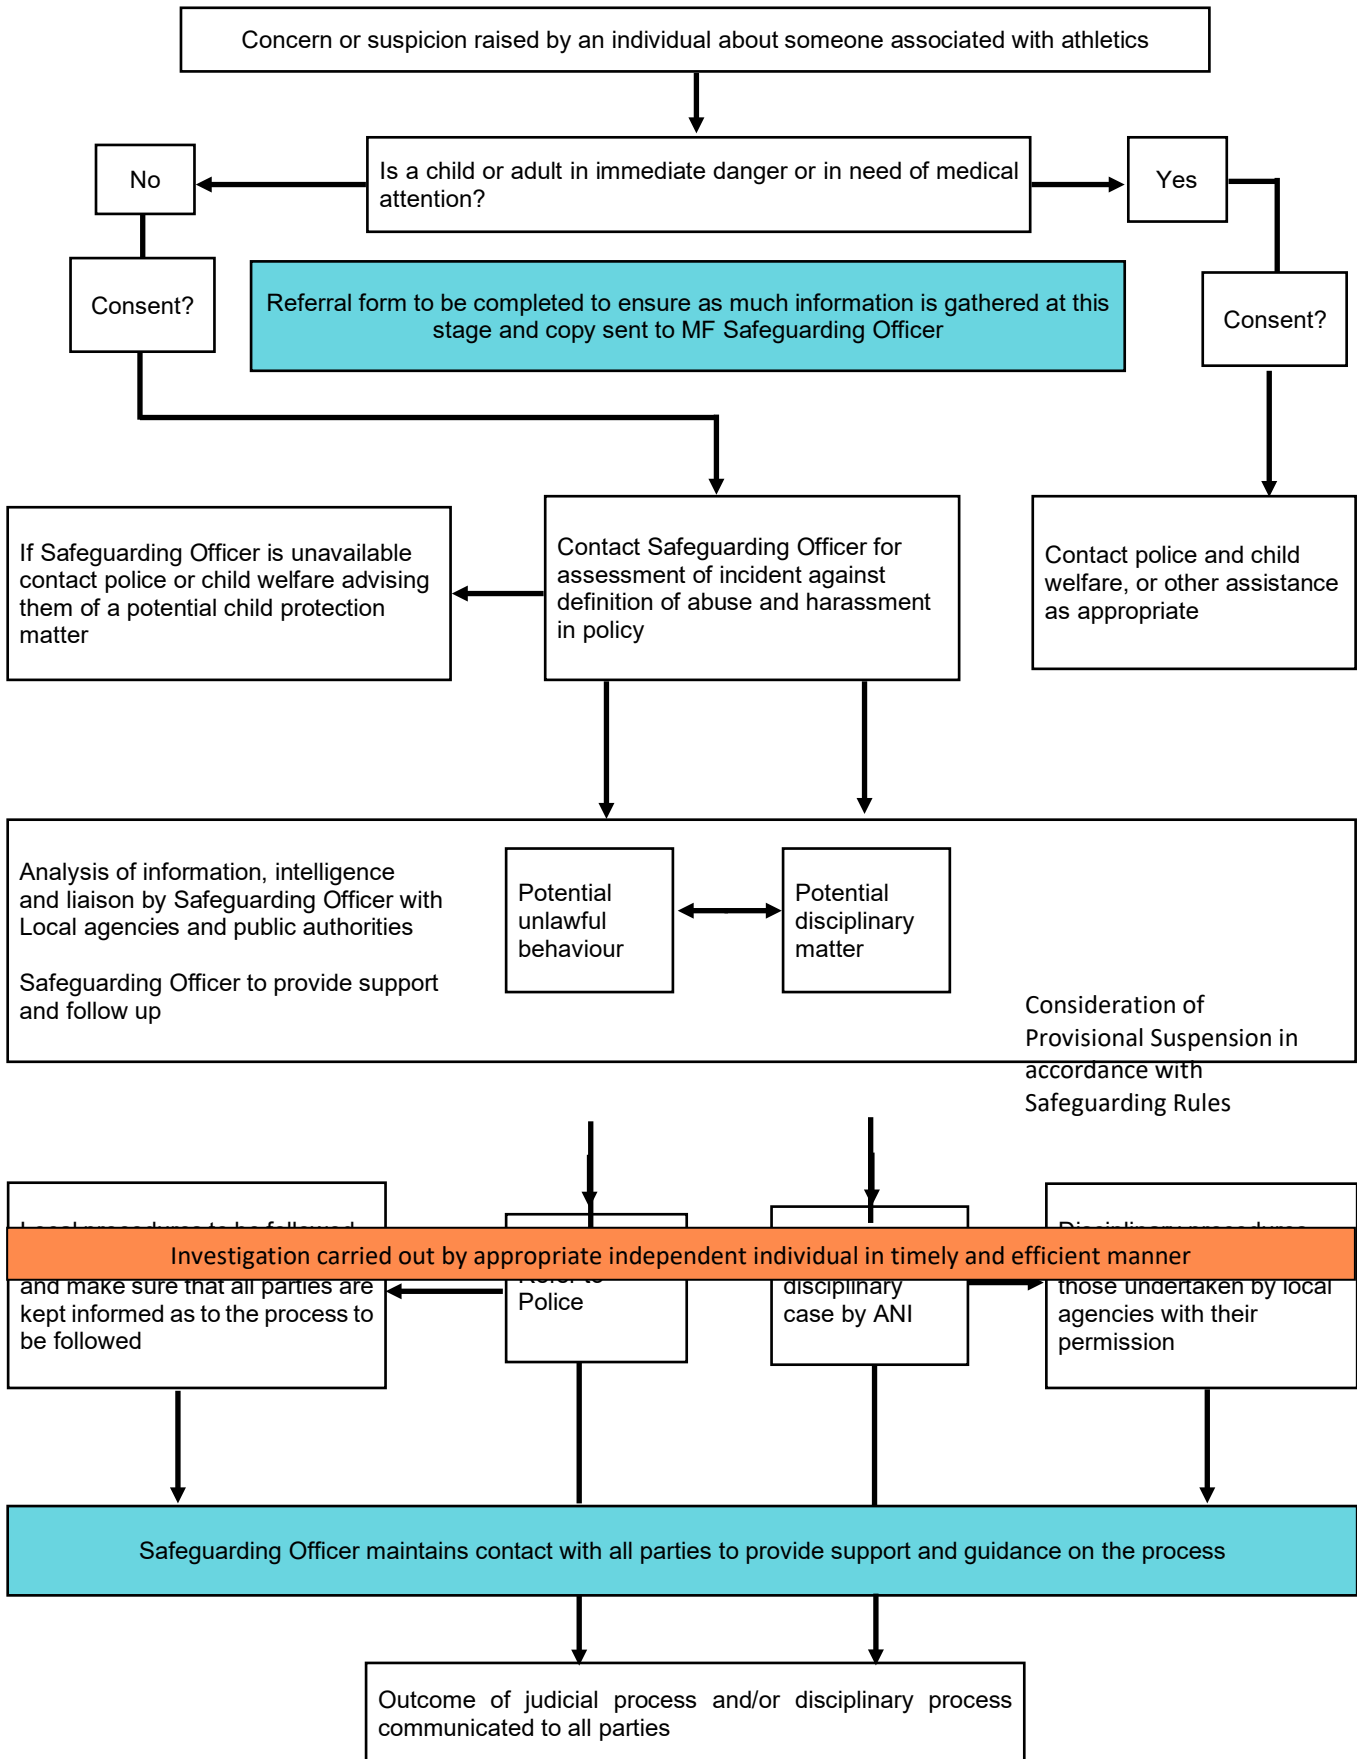 Concern or suspicion raised by an individual about someone associated with athletics
Is a child or adult in immediate danger or in need of medical
attention?
No
Yes
Consent?
Referral form to be completed to ensure as much information is gathered at this
stage and copy sent to MF Safeguarding Officer
Consent?
If Safeguarding Officer is unavailable
contact police or child welfare advising
them of a potential child protection
matter
Contact Safeguarding Officer for
assessment of incident against
definition of abuse and harassment
in policy
Contact police and child
welfare, or other assistance
as appropriate
Analysis of information, intelligence
and liaison by Safeguarding Officer with
Local agencies and public authorities
Safeguarding Officer to provide support
and follow up
Potential
unlawful
behaviour
Potential
disciplinary
matter
Consideration of
Provisional Suspension in
accordance with
Safeguarding Rules
Local procedures to be followed
Disciplinary procedures
Investigation carried out by appropriate independent individual in timely and efficient manner
and make sure that all parties are
kept informed as to the process to
be followed
Refer to
Police
disciplinary
case by ANI
those undertaken by local
agencies with their
permission
Safeguarding Officer maintains contact with all parties to provide support and guidance on the process
Outcome of judicial process and/or disciplinary process
communicated to all parties